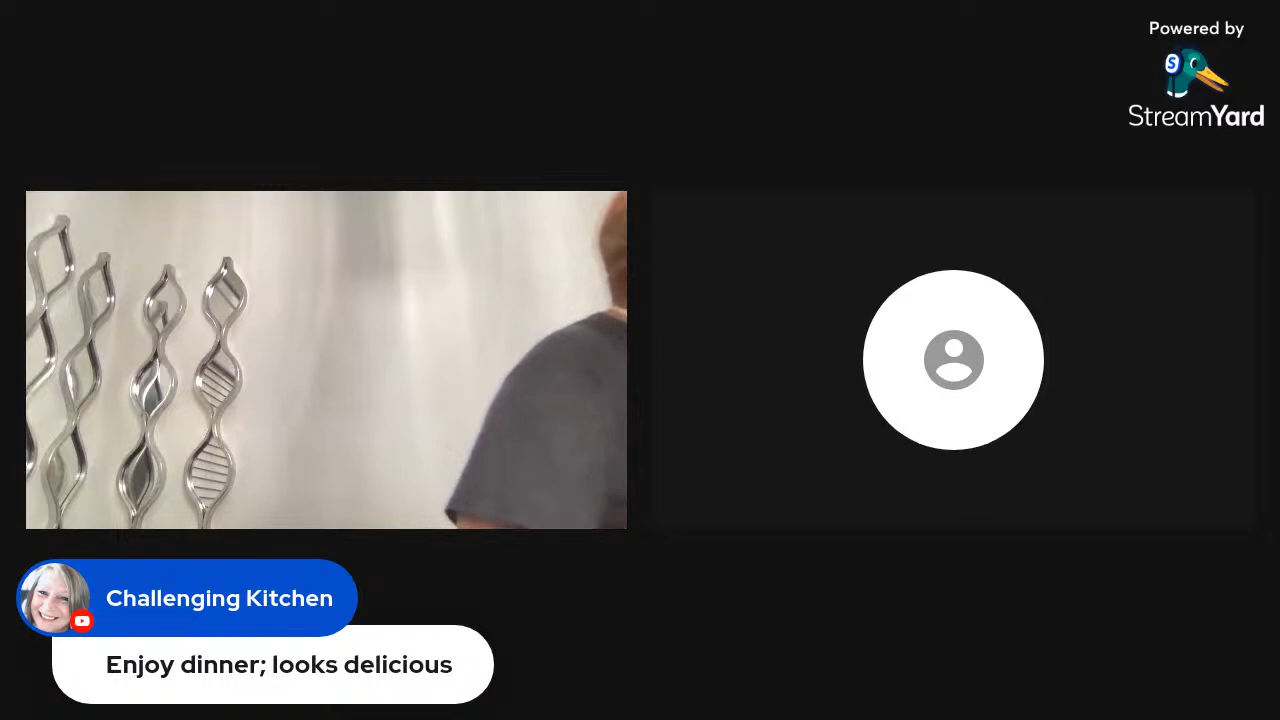 Powered by
S
StreamYard
Challenging Kitchen
Enjoy dinner; looks delicious